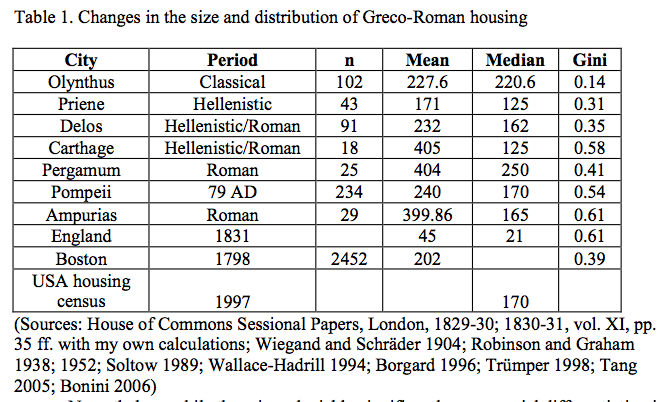 Table 1. Changes in the size and distribution of Greco-Roman housing
City Period n Mean Median Gini
Olynthus Classical 102 227.6 220.6 0.14
Priene Hellenistic 43 171 125 0.31
Delos Hellenistic/Roman 91 232 162 0.35
Carthage Hellenistic/Roman 18 405 125 0.58
Pergamum Roman 25 404 250 0.41
Pompeii 79 AD 234 240 170 0.54
Ampurias Roman 29 399.86 165 0.61
England 1831 45 21 0.61
Boston 1798 2452 202 0.39
USA housing
census 1997 170
(Sources: House of Commons Sessional Papers, London, 1829-30; 1830-31, vol. XI, pp.
35 ff. with my own calculations; Wiegand and Schräder 1904; Robinson and Graham
1938; 1952; Soltow 1989; Wallace-Hadrill 1994; Borgard 1996; Trümper 1998; Tang
2005; Bonini 2006)